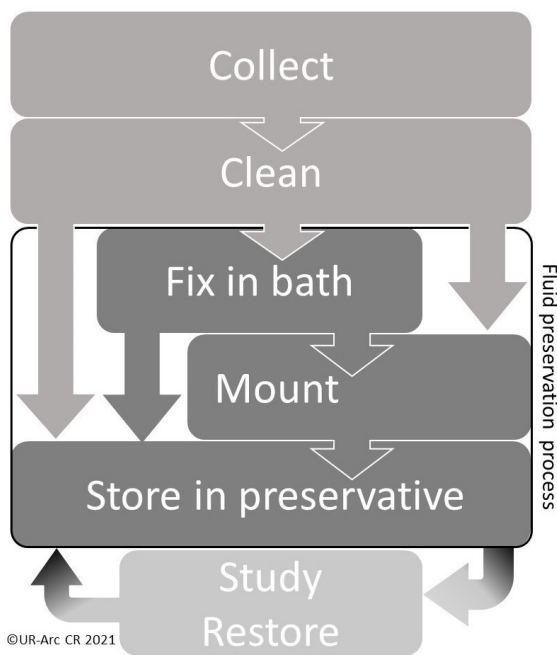 Collect
Clean
Fix in bath
Mount
Store in preservative
Study
Restore
Fluid preservation process
©UR-Arc CR 2021